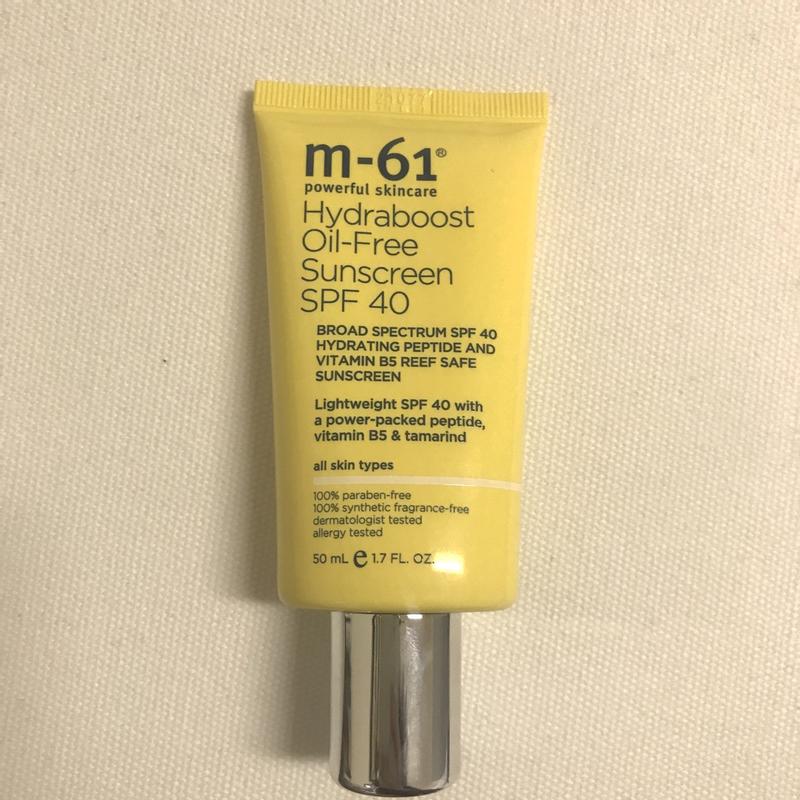 m-61®
powerful skincare
Hydraboost
Oil-Free
Sunscreen
SPF 40
BROAD SPECTRUM SPF 40
HYDRATING PEPTIDE AND
VITAMIN B5 REEF SAFE
SUNSCREEN
Lightweight SPF 40 with
a power-packed peptide,
vitamin B5 & tamarind
all skin types
100% paraben-free
100% synthetic fragrance-free
dermatologist tested
allergy tested
50 mL e 1.7 FL. OZ.